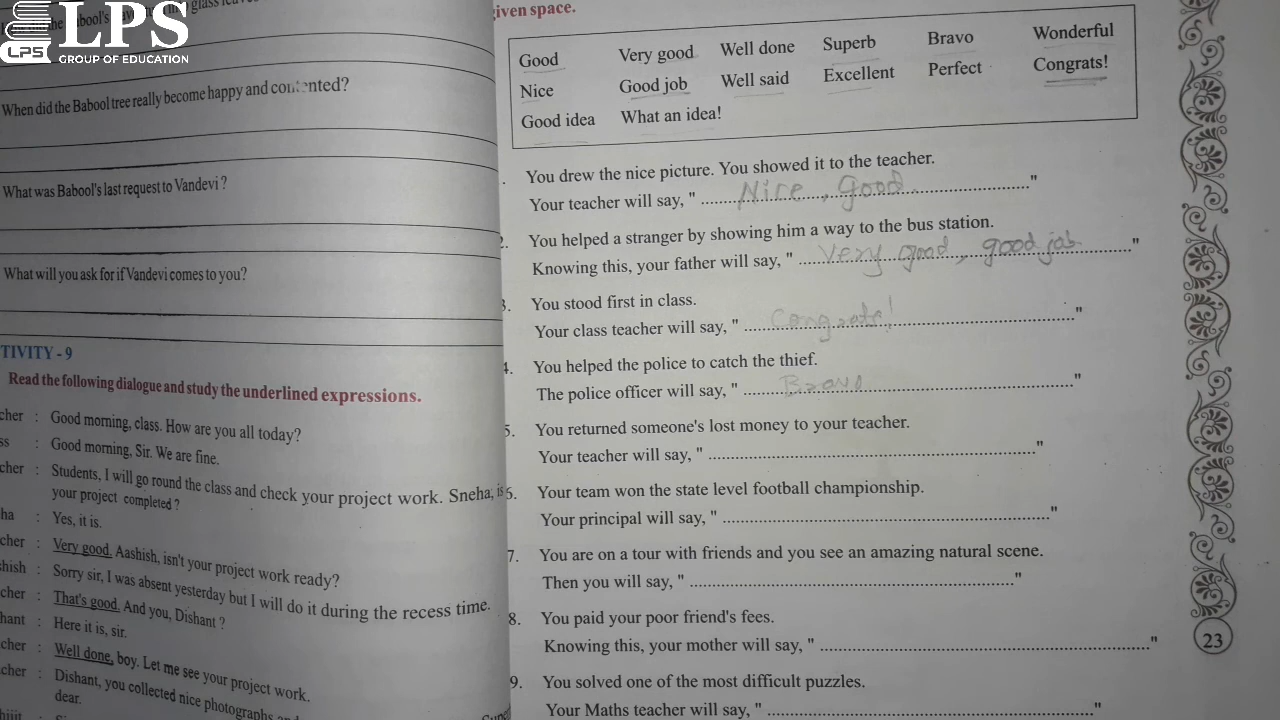 LPS
LPS
GROUP OF EDUCATION
When did the Babool tree really become happy and contented?
What was Babool's last request to Vandevi?
What will you ask for if Vandevi comes to you?
TIVITY - 9
Read the following dialogue and study the underlined expressions.
cher : Good morning, class. How are you all today?
ss : Good morning, Sir. We are fine.
cher : Students, I will go round the class and check your project work. Sneha, is
your project completed?
ha : Yes, it is.
cher : Very good. Aashish, isn't your project work ready?
shish : Sorry sir, I was absent yesterday but I will do it during the recess time.
cher : That's good. And you, Dishant?
hant : Here it is, sir.
cher : Well done, boy. Let me see your project work.
cher : Dishant, you collected nice photographs
dear.
given space.
Good Very good Well done Superb Bravo Wonderful
Nice Good job Well said Excellent Perfect Congrats!
Good idea What an idea!
. You drew the nice picture. You showed it to the teacher.
Your teacher will say, " Nice, good "
2. You helped a stranger by showing him a way to the bus station.
Knowing this, your father will say, " Very good, good job "
3. You stood first in class.
Your class teacher will say, " Congrats! "
4. You helped the police to catch the thief.
The police officer will say, " Bravo "
5. You returned someone's lost money to your teacher.
Your teacher will say, " .................... "
6. Your team won the state level football championship.
Your principal will say, " .................... "
7. You are on a tour with friends and you see an amazing natural scene.
Then you will say, " .................... "
8. You paid your poor friend's fees.
Knowing this, your mother will say, " .................... "
9. You solved one of the most difficult puzzles.
Your Maths teacher will say, " .................... "
23